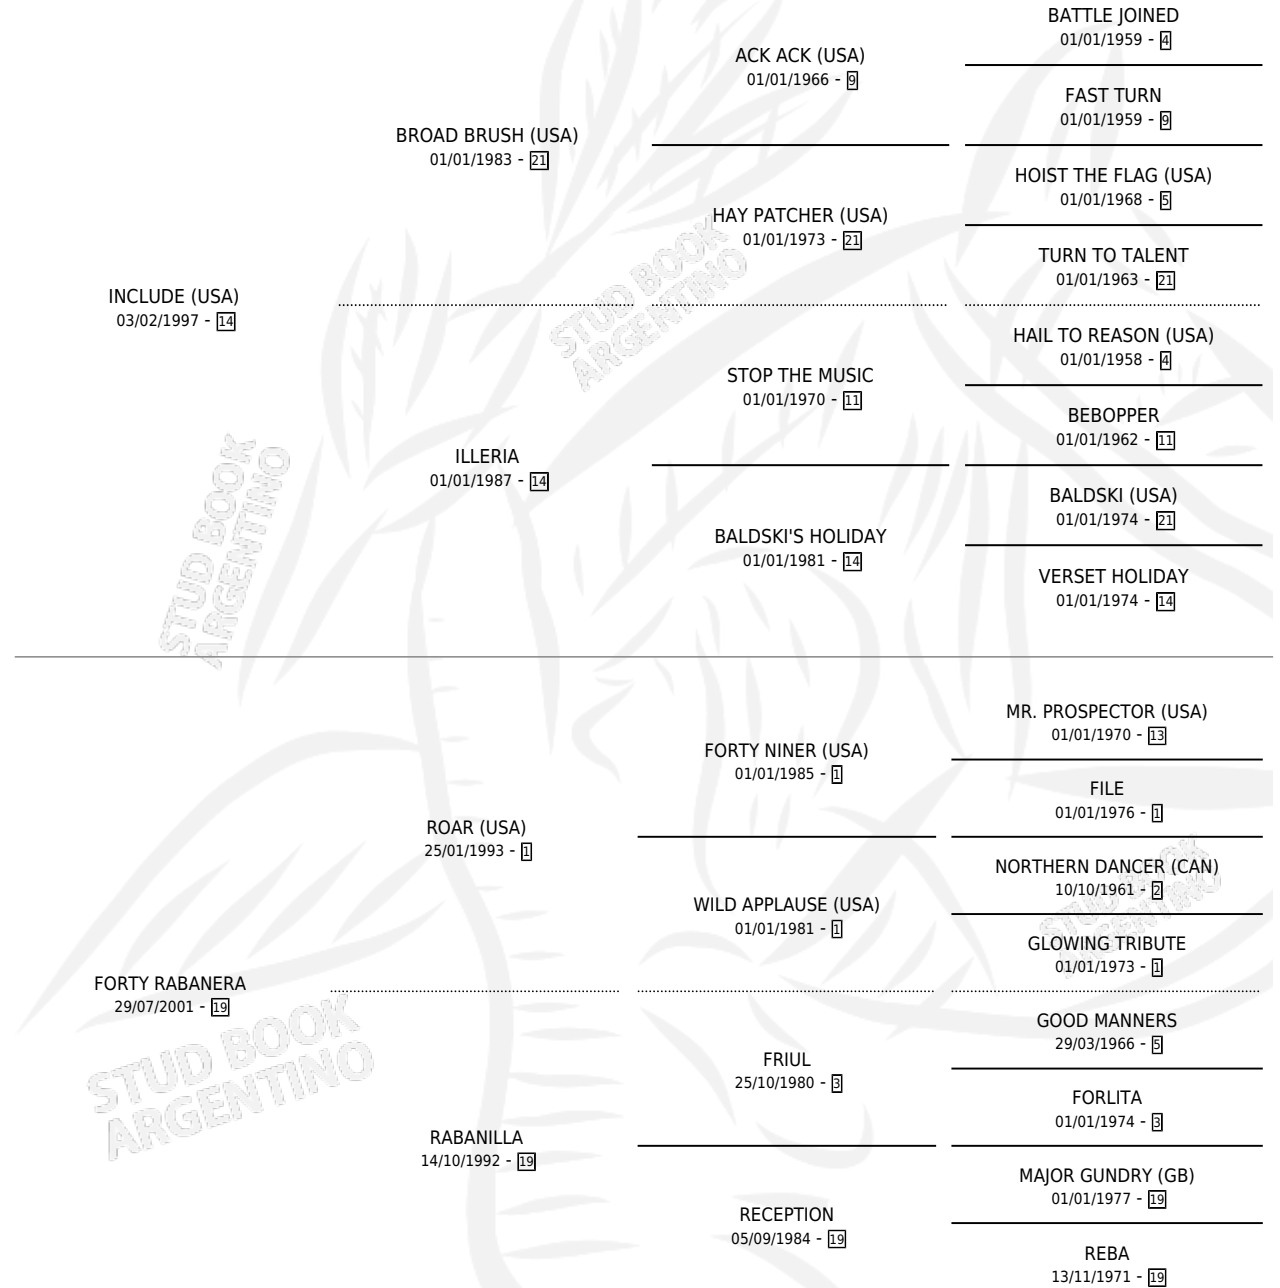 BATTLE JOINED
01/01/1959 - 4
ACK ACK (USA)
01/01/1966 - 9
FAST TURN
01/01/1959 - 9
BROAD BRUSH (USA)
01/01/1983 - 21
HOIST THE FLAG (USA)
01/01/1968 - 5
HAY PATCHER (USA)
01/01/1973 - 21
TURN TO TALENT
01/01/1963 - 21
INCLUDE (USA)
03/02/1997 - 14
HAIL TO REASON (USA)
01/01/1958 - 4
STOP THE MUSIC
01/01/1970 - 11
BEBOPPER
01/01/1962 - 11
ILLERIA
01/01/1987 - 14
BALDSKI (USA)
01/01/1974 - 21
BALDSKI'S HOLIDAY
01/01/1981 - 14
VERSET HOLIDAY
01/01/1974 - 14
STUD BOOK
ARGENTINO
STUD BOOK
ARGENTINO
MR. PROSPECTOR (USA)
01/01/1970 - 13
FORTY NINER (USA)
01/01/1985 - 1
FILE
01/01/1976 - 1
ROAR (USA)
25/01/1993 - 1
NORTHERN DANCER (CAN)
10/10/1961 - 2
WILD APPLAUSE (USA)
01/01/1981 - 1
GLOWING TRIBUTE
01/01/1973 - 1
FORTY RABANERA
29/07/2001 - 19
GOOD MANNERS
29/03/1966 - 5
FRIUL
25/10/1980 - 3
FORLITA
01/01/1974 - 3
RABANILLA
14/10/1992 - 19
MAJOR GUNDRY (GB)
01/01/1977 - 19
RECEPTION
05/09/1984 - 19
REBA
13/11/1971 - 19
STUD BOOK
ARGENTINO
STUD BOOK
ARGENTINO